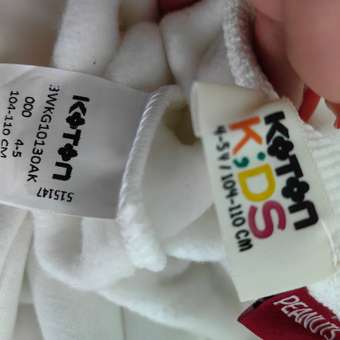 KOTON
3WKG10130AK
000
4-5
104-110 CM
515147
KOTON
KiDS
4-5Y/104-110 CM
PEANUTS